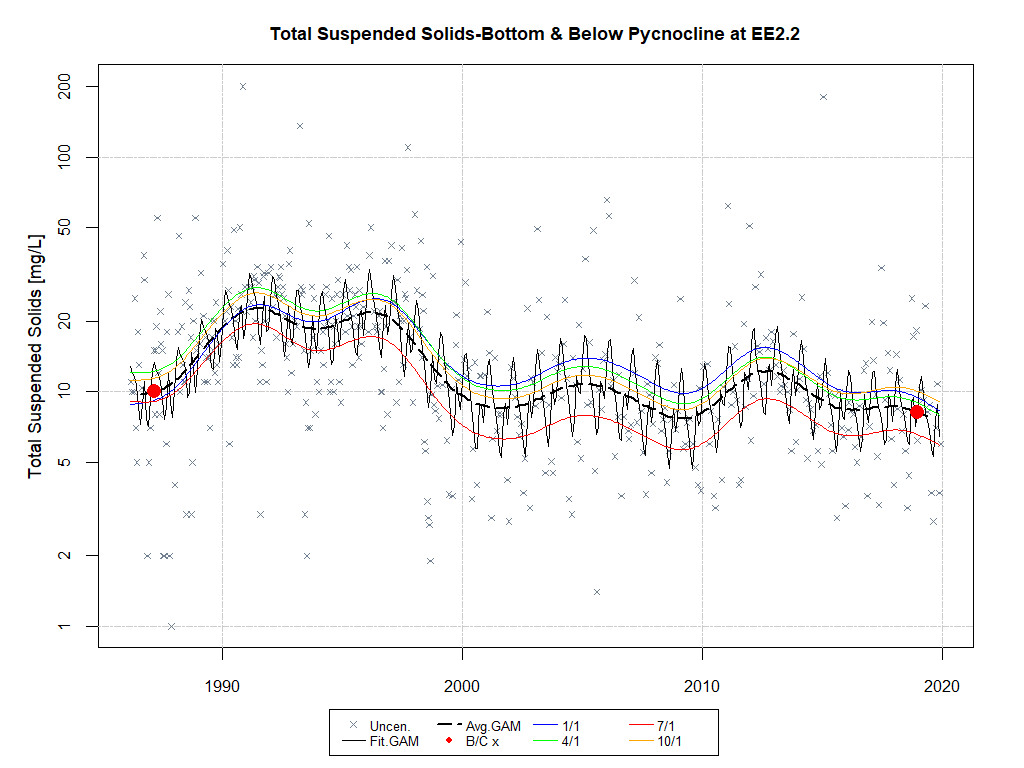 Total Suspended Solids-Bottom & Below Pycnocline at EE2.2
Total Suspended Solids [mg/L]
200
100
50
20
10
5
2
1
1990 2000 2010 2020
Uncen. Avg.GAM 1/1 7/1
Fit.GAM B/C x 4/1 10/1